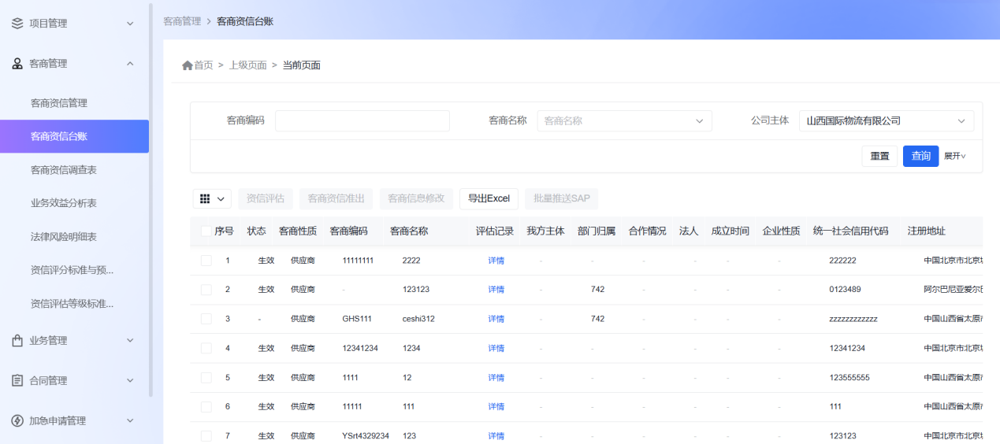 项目管理
客商管理
客商资信管理
客商资信台账
客商资信调查表
业务效益分析表
法律风险明细表
资信评分标准与预...
资信评估等级标准...
业务管理
合同管理
加急申请管理
客商管理 > 客商资信台账
首页 > 上级页面 > 当前页面
客商编码 客商名称 客商名称 公司主体 山西国际物流有限公司
重置 查询 展开
资信评估 客商资信准出 客商信息修改 导出Excel 批量推送SAP
序号 状态 客商性质 客商编码 客商名称 评估记录 我方主体 部门归属 合作情况 法人 成立时间 企业性质 统一社会信用代码 注册地址
1 生效 供应商 11111111 2222 详情 - - - - - - 222222 中国北京市北京
2 生效 供应商 - 123123 详情 - 742 - - - - 0123489 阿尔巴尼亚爱尔
3 - 供应商 GHS111 ceshi312 详情 - 742 - - - - zzzzzzzzzzzz 中国山西省太原
4 生效 供应商 12341234 1234 详情 - - - - - - 12341234 中国北京市北京
5 生效 供应商 1111 12 详情 - - - - - - 123555555 中国山西省太原
6 生效 供应商 11111 111 详情 - - - - - - 111 中国山西省太原
7 生效 供应商 YSrt4329234 123 详情 - - - - - - 123123 中国北京市北京